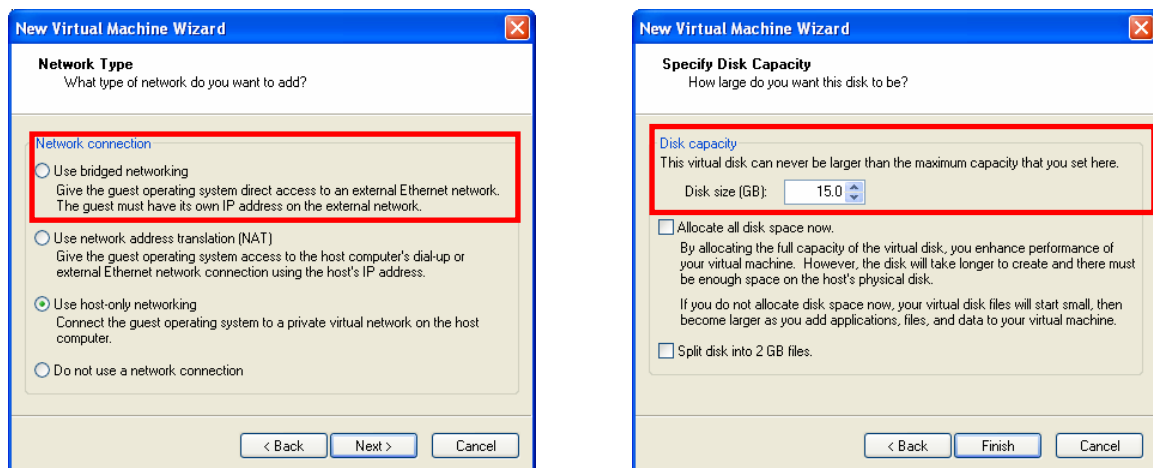 New Virtual Machine Wizard
Network Type
What type of network do you want to add?
Network connection
Use bridged networking
Give the guest operating system direct access to an external Ethernet network.
The guest must have its own IP address on the external network.
Use network address translation (NAT)
Give the guest operating system access to the host computer's dial-up or
external Ethernet network connection using the host's IP address.
Use host-only networking
Connect the guest operating system to a private virtual network on the host
computer.
Do not use a network connection
< Back
Next >
Cancel
New Virtual Machine Wizard
Specify Disk Capacity
How large do you want this disk to be?
Disk capacity
This virtual disk can never be larger than the maximum capacity that you set here.
Disk size (GB): 15.0
Allocate all disk space now.
By allocating the full capacity of the virtual disk, you enhance performance of
your virtual machine. However, the disk will take longer to create and there must
be enough space on the host's physical disk.
If you do not allocate disk space now, your virtual disk files will start small, then
become larger as you add applications, files, and data to your virtual machine.
Split disk into 2 GB files.
< Back
Finish
Cancel